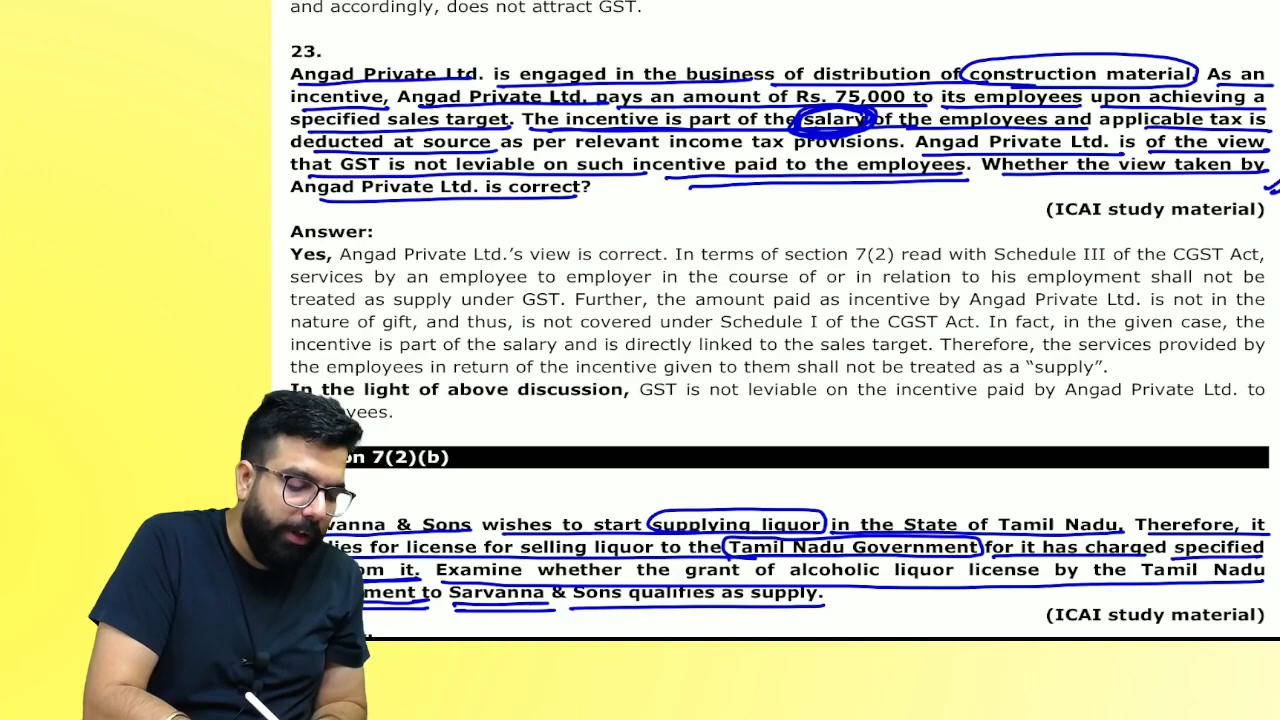 and accordingly, does not attract GST.
23.
Angad Private Ltd. is engaged in the business of distribution of construction material. As an
incentive, Angad Private Ltd. pays an amount of Rs. 75,000 to its employees upon achieving a
specified sales target. The incentive is part of the salary of the employees and applicable tax is
deducted at source as per relevant income tax provisions. Angad Private Ltd. is of the view
that GST is not leviable on such incentive paid to the employees. Whether the view taken by
Angad Private Ltd. is correct?
(ICAI study material)
Answer:
Yes, Angad Private Ltd.’s view is correct. In terms of section 7(2) read with Schedule III of the CGST Act,
services by an employee to employer in the course of or in relation to his employment shall not be
treated as supply under GST. Further, the amount paid as incentive by Angad Private Ltd. is not in the
nature of gift, and thus, is not covered under Schedule I of the CGST Act. In fact, in the given case, the
incentive is part of the salary and is directly linked to the sales target. Therefore, the services provided by
the employees in return of the incentive given to them shall not be treated as a “supply”.
In the light of above discussion, GST is not leviable on the incentive paid by Angad Private Ltd. to
yees.
on 7(2)(b)
vanna & Sons wishes to start supplying liquor in the State of Tamil Nadu. Therefore, it
lies for license for selling liquor to the Tamil Nadu Government for it has charged specified
om it. Examine whether the grant of alcoholic liquor license by the Tamil Nadu
ment to Sarvanna & Sons qualifies as supply.
(ICAI study material)